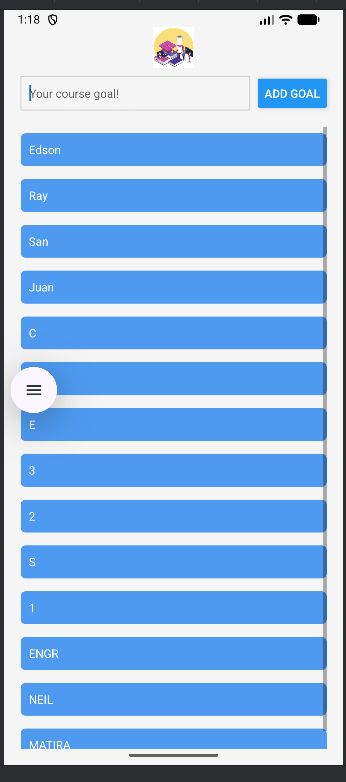 1:18
Your course goal!
ADD GOAL
Edson
Ray
San
Juan
C
E
3
2
S
1
ENGR
NEIL
MATIRA